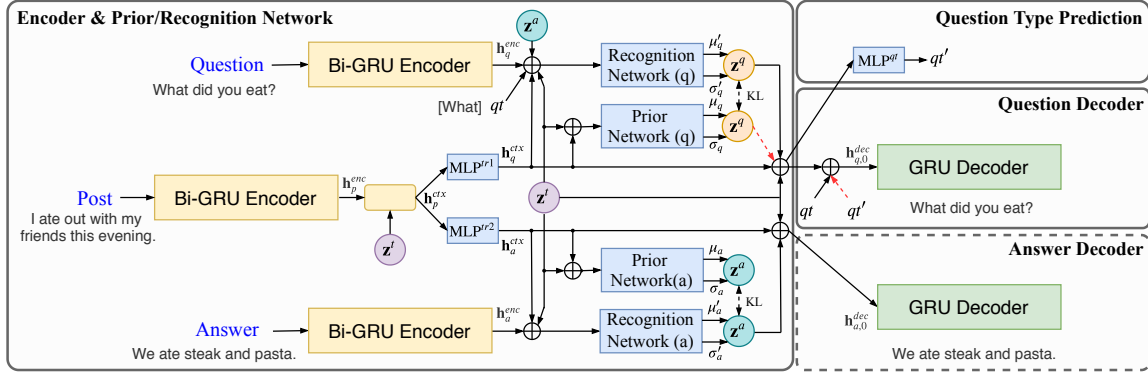 Encoder & Prior/Recognition Network
Question Type Prediction
z^a
Question
What did you eat?
Bi-GRU Encoder
h_q^{enc}
[What] qt
Recognition
Network (q)
μ'_q
σ'_q
z^q
KL
Prior
Network (q)
μ_q
σ_q
z^q
MLP^{qt}
qt'
Question Decoder
h_{q,0}^{dec}
GRU Decoder
qt
qt'
What did you eat?
Post
I ate out with my
friends this evening.
Bi-GRU Encoder
h_p^{enc}
z^t
h_p^{ctx}
MLP^{tr1}
h_q^{ctx}
z^t
MLP^{tr2}
h_a^{ctx}
Prior
Network(a)
μ_a
σ_a
z^a
KL
Answer Decoder
GRU Decoder
h_{a,0}^{dec}
We ate steak and pasta.
Answer
We ate steak and pasta.
Bi-GRU Encoder
h_a^{enc}
Recognition
Network (a)
μ'_a
σ'_a
z^a